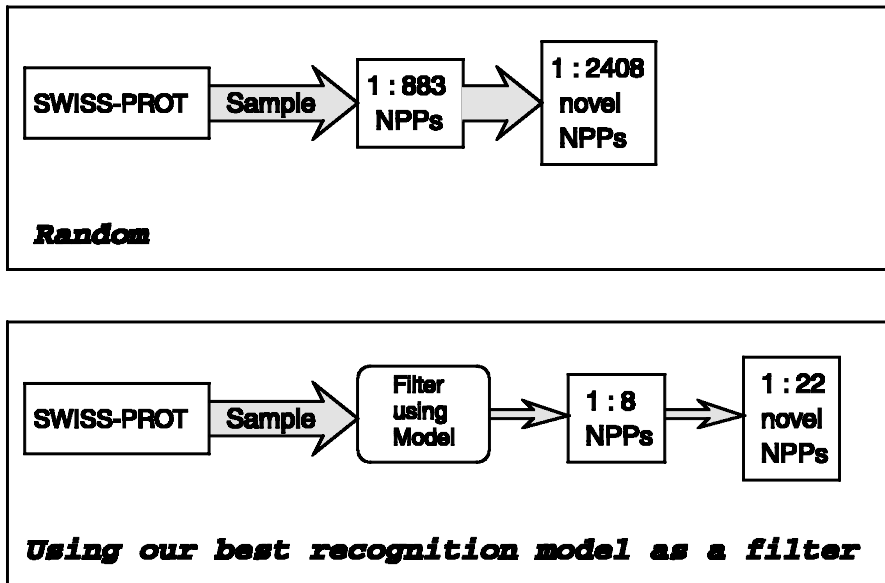 SWISS-PROT
Sample
1 : 883
NPPs
1 : 2408
novel
NPPs
Random
SWISS-PROT
Sample
Filter
using
Model
1 : 8
NPPs
1 : 22
novel
NPPs
Using our best recognition model as a filter